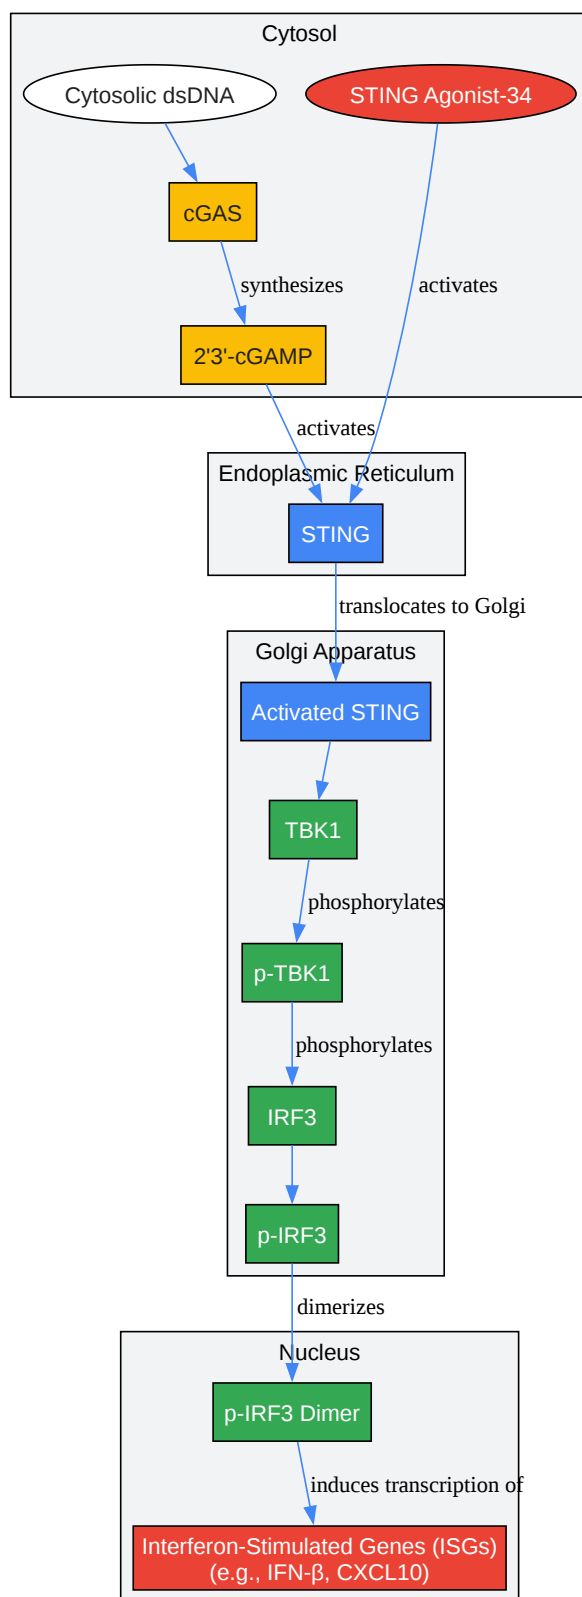 Cytosol
Cytosolic dsDNA
STING Agonist-34
cGAS
synthesizes
activates
2'3'-cGAMP
activates
Endoplasmic Reticulum
STING
translocates to Golgi
Golgi Apparatus
Activated STING
TBK1
phosphorylates
p-TBK1
phosphorylates
IRF3
p-IRF3
dimerizes
Nucleus
p-IRF3 Dimer
induces transcription of
Interferon-Stimulated Genes (ISGs)
(e.g., IFN-β, CXCL10)